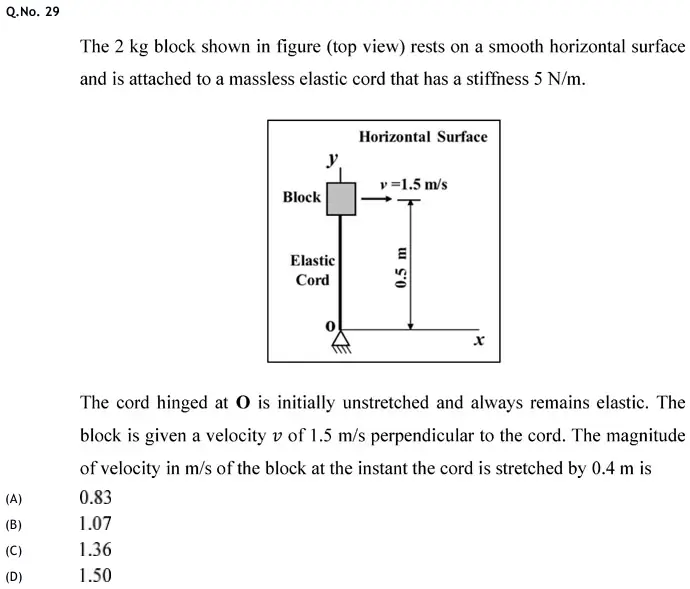 Q.No. 29
The 2 kg block shown in figure (top view) rests on a smooth horizontal surface
and is attached to a massless elastic cord that has a stiffness 5 N/m.
Horizontal Surface
y
v =1.5 m/s
Block
Elastic
Cord
0.5 m
O
x
The cord hinged at O is initially unstretched and always remains elastic. The
block is given a velocity v of 1.5 m/s perpendicular to the cord. The magnitude
of velocity in m/s of the block at the instant the cord is stretched by 0.4 m is
(A) 0.83
(B) 1.07
(C) 1.36
(D) 1.50